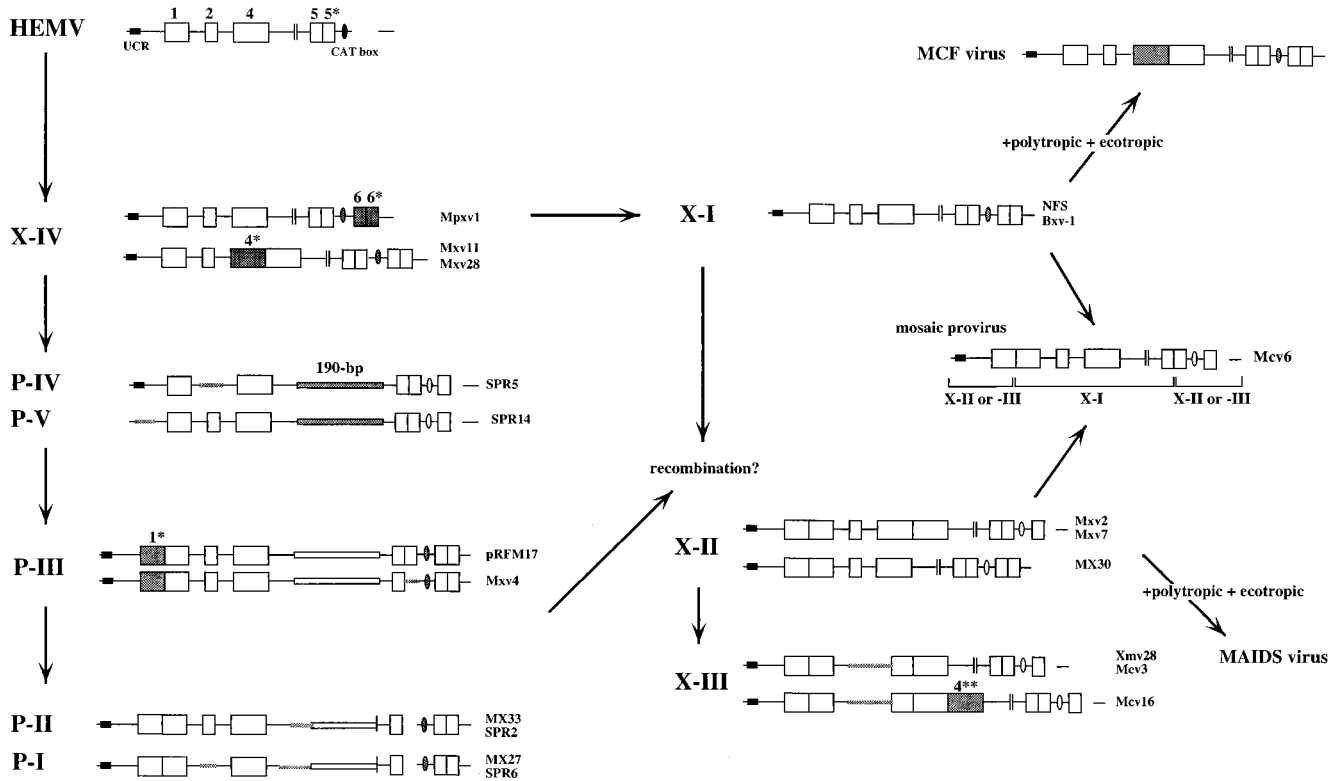 HEMV
1 2 4 5 5*
UCR
CAT box
MCF virus
+polytropic + ecotropic
X-IV
6 6*
Mpxv1
4*
Mxv11
Mxv28
X-I
NFS
Bxv-1
mosaic provirus
Mcv6
X-II or -III X-I X-II or -III
P-IV
190-bp
SPR5
P-V
SPR14
recombination?
P-III
1*
pRFM17
Mxv4
X-II
Mxv2
Mxv7
MX30
+polytropic + ecotropic
MAIDS virus
X-III
Xmv28
Mcv3
4**
Mcv16
P-II
MX33
SPR2
P-I
MX27
SPR6